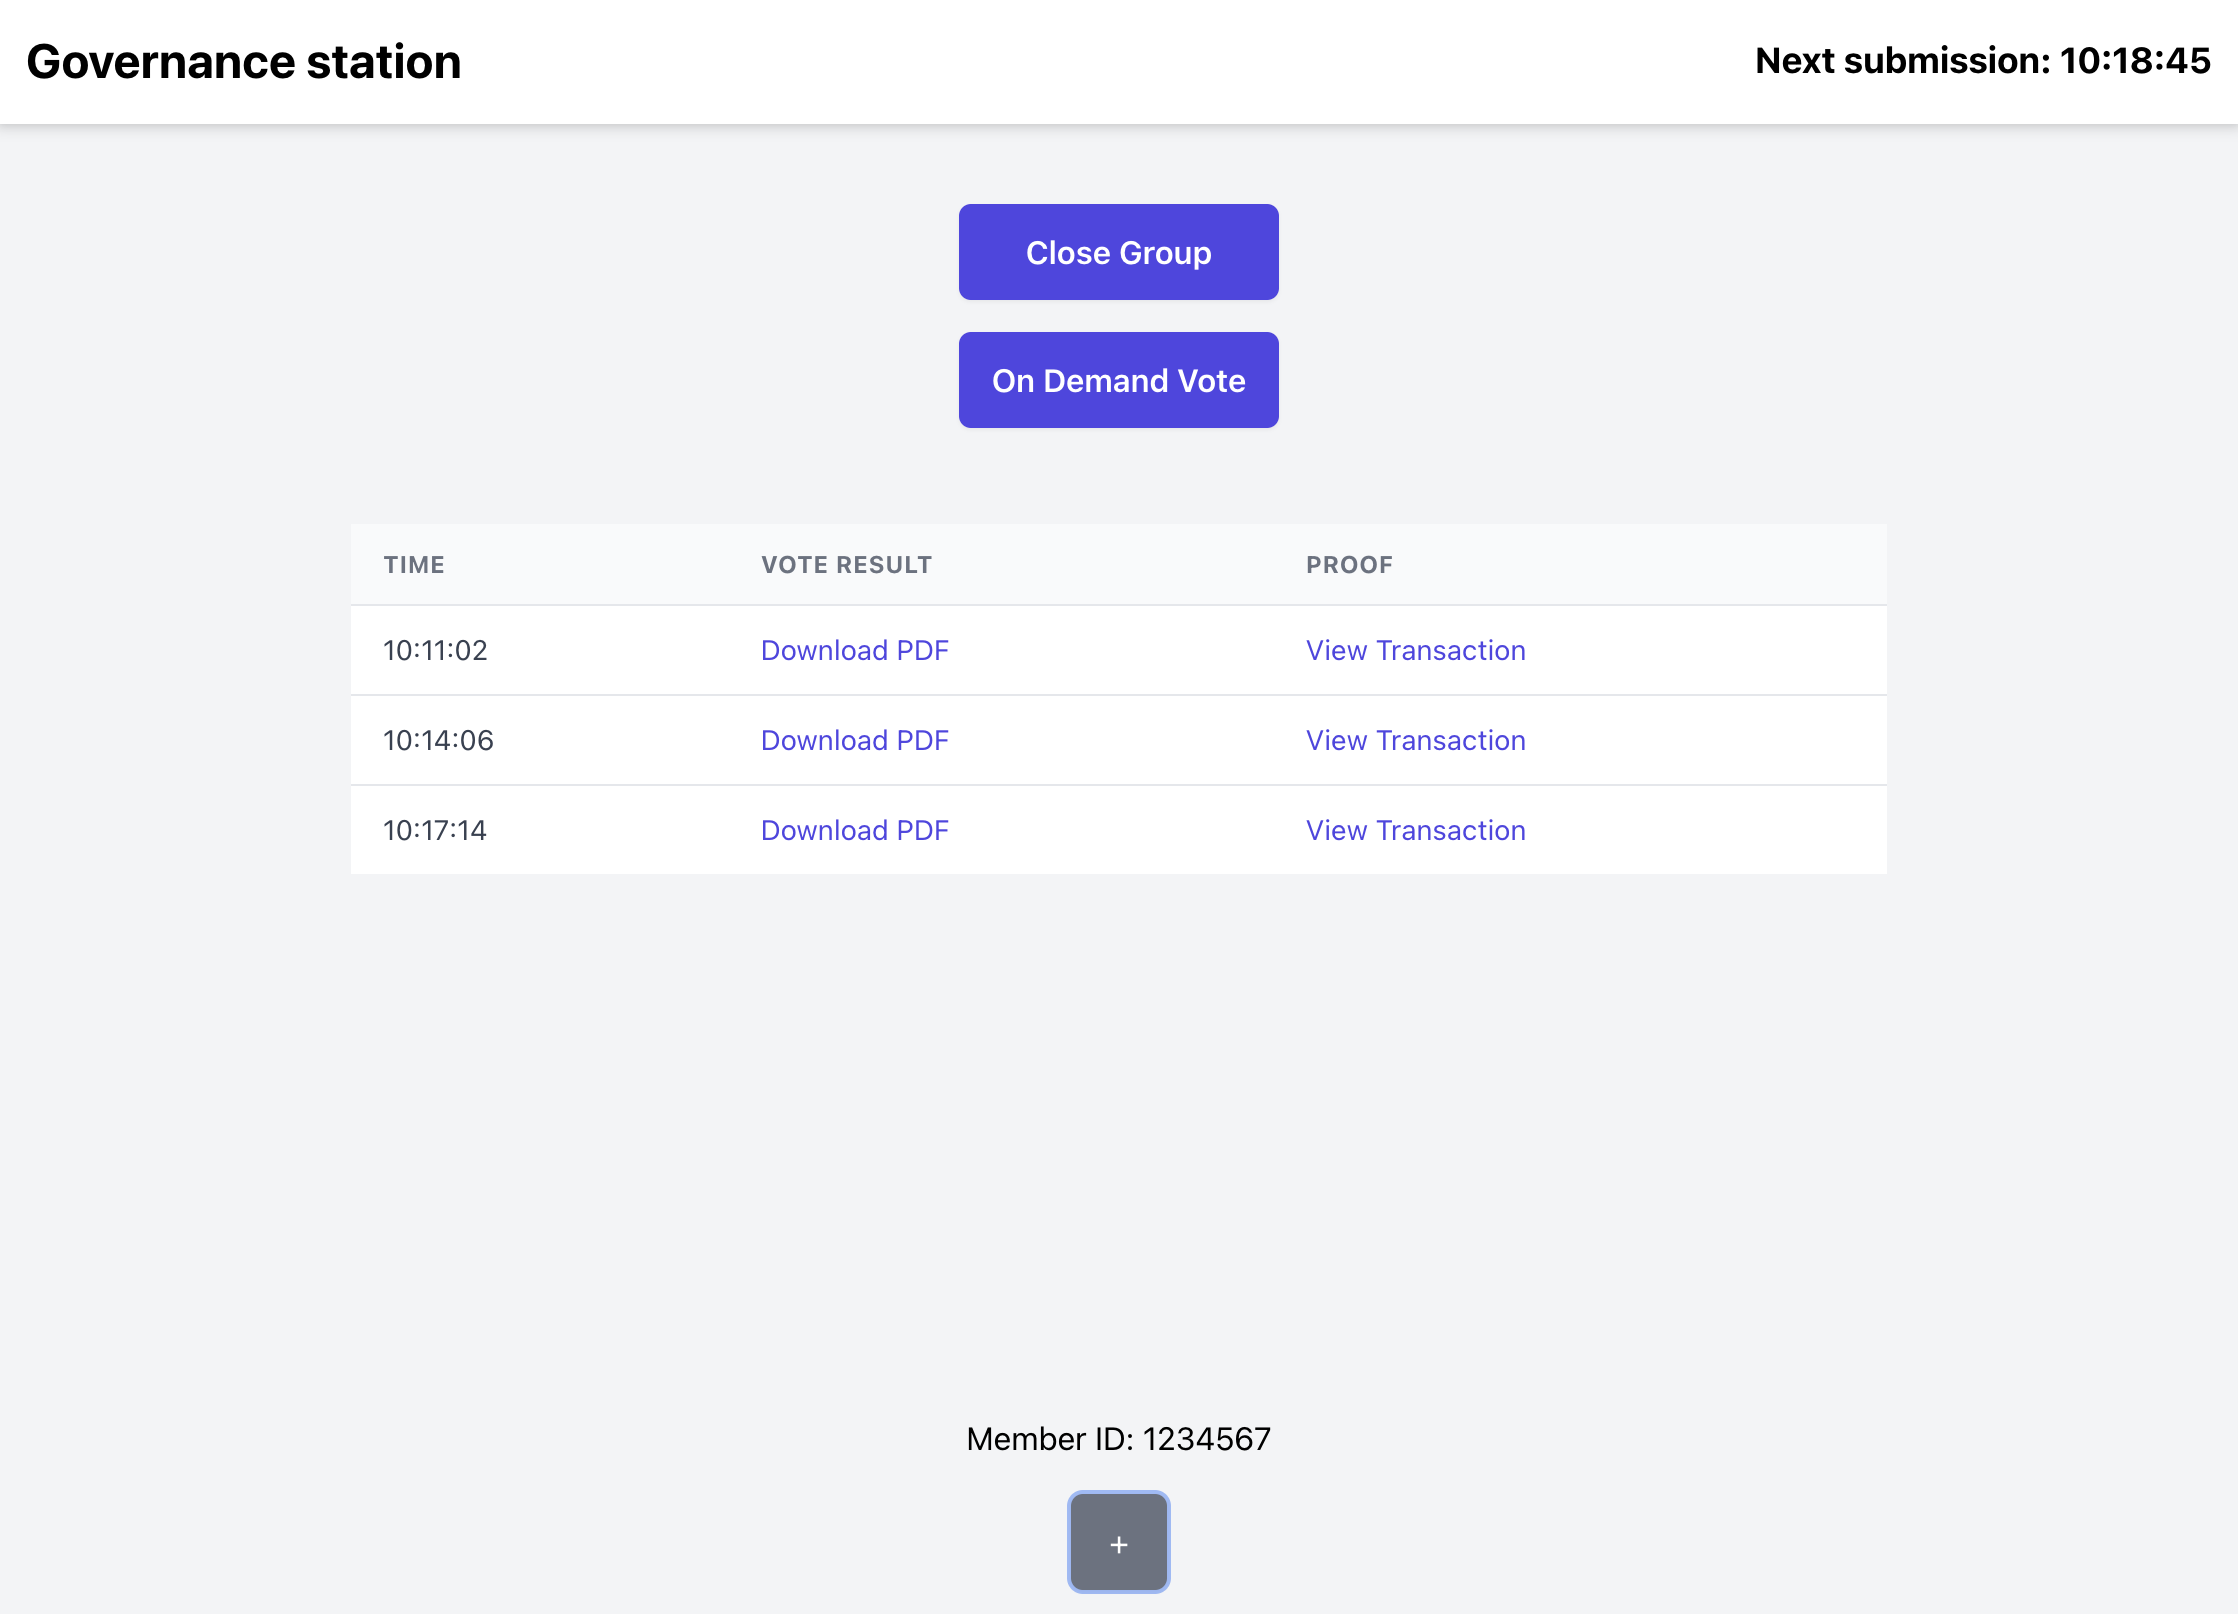 Governance station
Next submission: 10:18:45
Close Group
On Demand Vote
TIME VOTE RESULT PROOF
10:11:02 Download PDF View Transaction
10:14:06 Download PDF View Transaction
10:17:14 Download PDF View Transaction
Member ID: 1234567
+